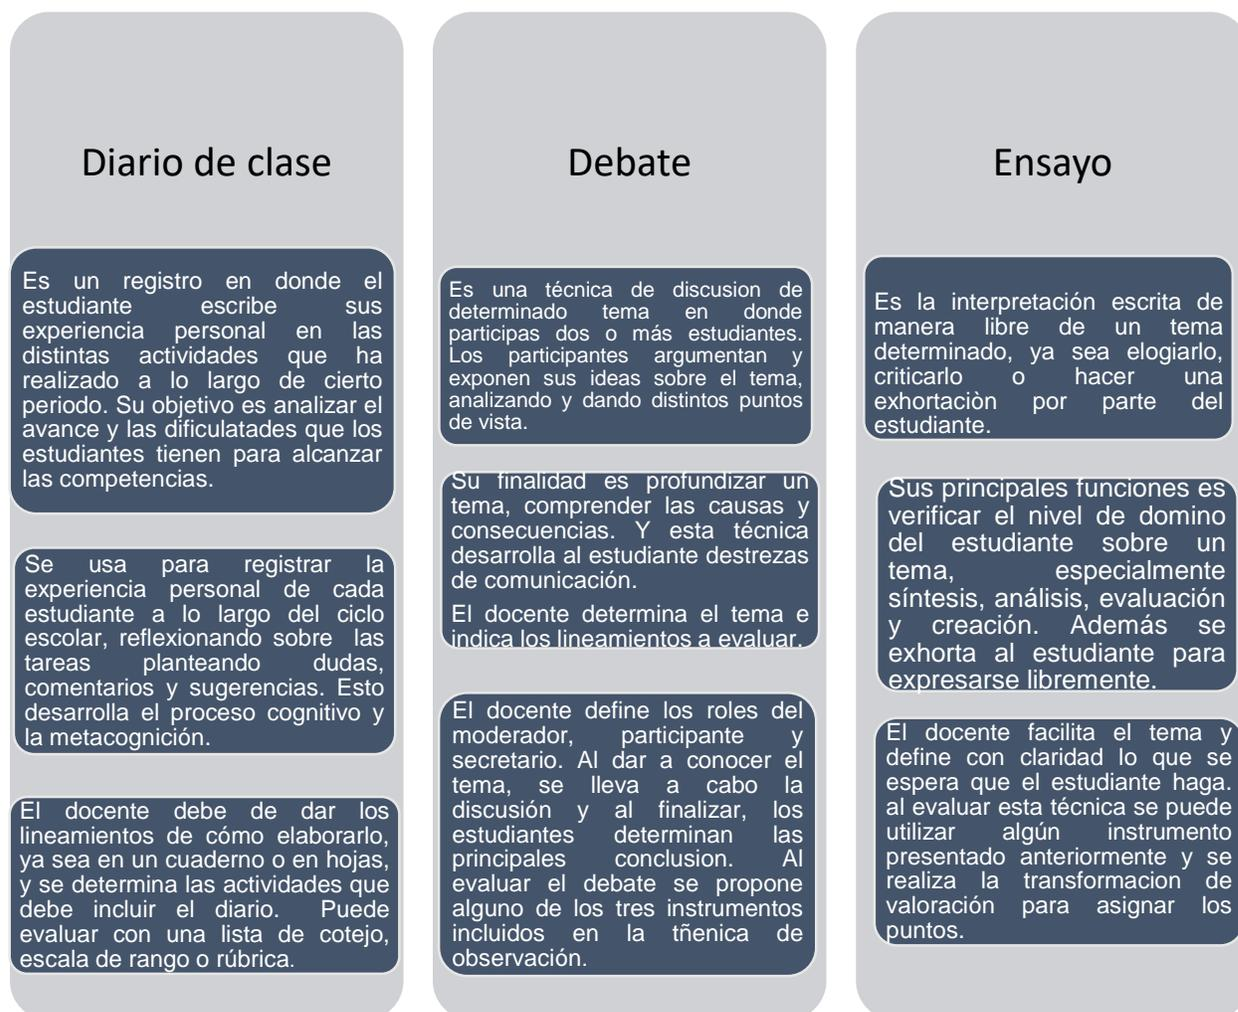 Diario de clase
Es un registro en donde el
estudiante escribe sus
experiencia personal en las
distintas actividades que ha
realizado a lo largo de cierto
periodo. Su objetivo es analizar el
avance y las dificulatades que los
estudiantes tienen para alcanzar
las competencias.
Se usa para registrar la
experiencia personal de cada
estudiante a lo largo del ciclo
escolar, reflexionando sobre las
tareas planteando dudas,
comentarios y sugerencias. Esto
desarrolla el proceso cognitivo y
la metacognición.
El docente debe de dar los
lineamientos de cómo elaborarlo,
ya sea en un cuaderno o en hojas,
y se determina las actividades que
debe incluir el diario. Puede
evaluar con una lista de cotejo,
escala de rango o rúbrica.
Debate
Es una técnica de discusion de
determinado tema en donde
participas dos o más estudiantes.
Los participantes argumentan y
exponen sus ideas sobre el tema,
analizando y dando distintos puntos
de vista.
Su finalidad es profundizar un
tema, comprender las causas y
consecuencias. Y esta técnica
desarrolla al estudiante destrezas
de comunicación.
El docente determina el tema e
indica los lineamientos a evaluar.
El docente define los roles del
moderador, participante y
secretario. Al dar a conocer el
tema, se lleva a cabo la
discusión y al finalizar, los
estudiantes determinan las
principales conclusion. Al
evaluar el debate se propone
alguno de los tres instrumentos
incluidos en la tñenica de
observación.
Ensayo
Es la interpretación escrita de
manera libre de un tema
determinado, ya sea elogiarlo,
criticarlo o hacer una
exhortaciòn por parte del
estudiante.
Sus principales funciones es
verificar el nivel de domino
del estudiante sobre un
tema, especialmente
síntesis, análisis, evaluación
y creación. Además se
exhorta al estudiante para
expresarse libremente.
El docente facilita el tema y
define con claridad lo que se
espera que el estudiante haga.
al evaluar esta técnica se puede
utilizar algún instrumento
presentado anteriormente y se
realiza la transformacion de
valoración para asignar los
puntos.